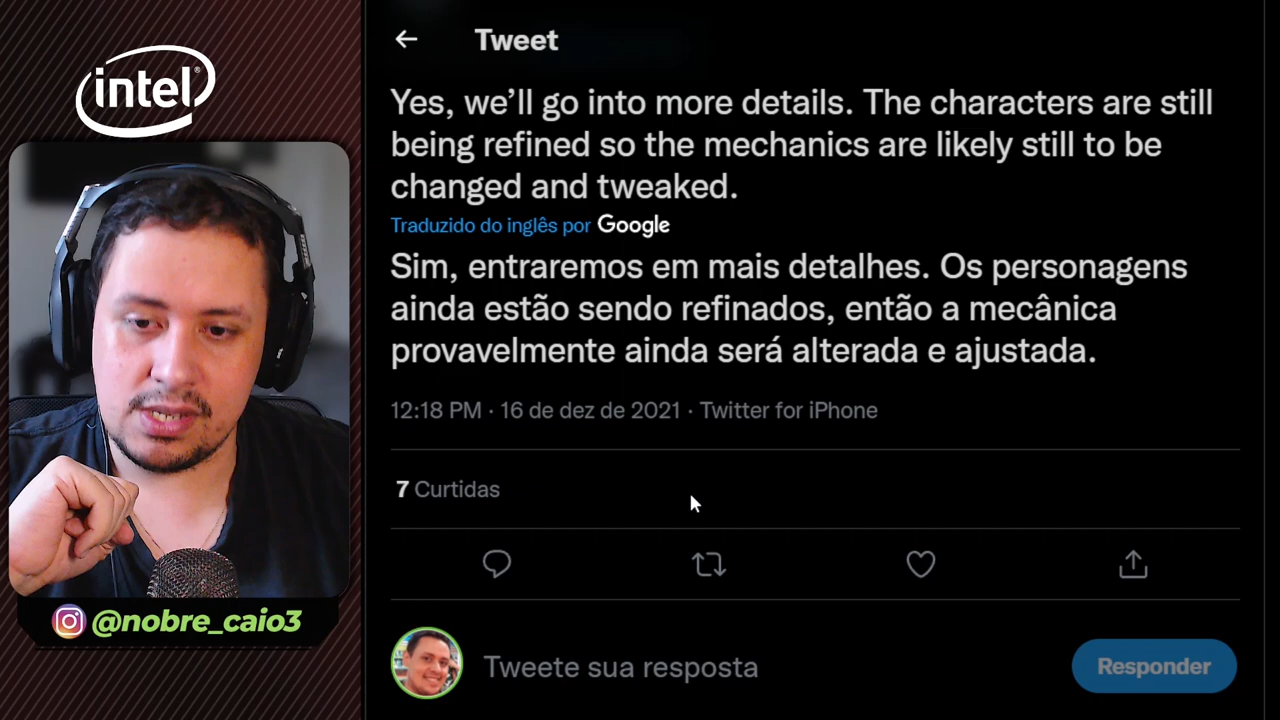 intel
@nobre_caio3
Tweet
Yes, we’ll go into more details. The characters are still
being refined so the mechanics are likely still to be
changed and tweaked.
Traduzido do inglês por Google
Sim, entraremos em mais detalhes. Os personagens
ainda estão sendo refinados, então a mecânica
provavelmente ainda será alterada e ajustada.
12:18 PM · 16 de dez de 2021 · Twitter for iPhone
7 Curtidas
Tweete sua resposta
Responder